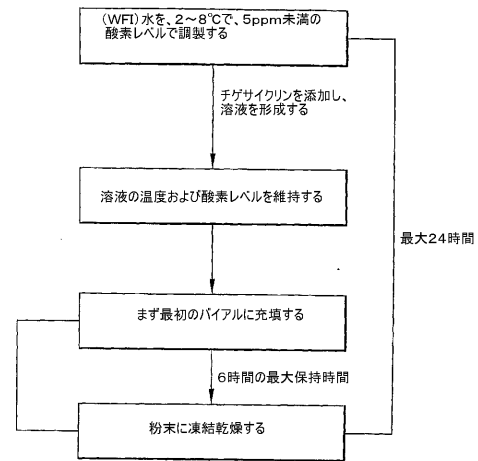 （WFI）水を、2～8℃で、5ppm未満の
酸素レベルで調製する
チゲサイクリンを添加し、
溶液を形成する
溶液の温度および酸素レベルを維持する
最大24時間
まず最初のバイアルに充填する
6時間の最大保持時間
粉末に凍結乾燥する